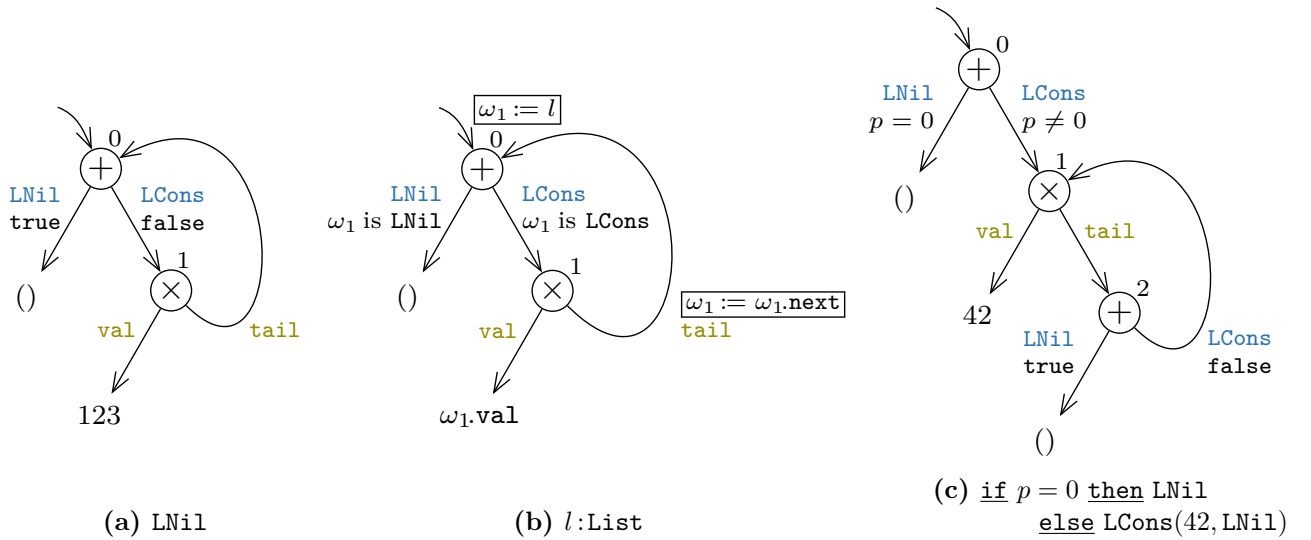 0
+
LNil
true
LCons
false
()
1
×
val
tail
123
(a) LNil
ω₁ := l
0
+
LNil
ω₁ is LNil
LCons
ω₁ is LCons
()
1
×
val
ω₁ := ω₁.next
tail
ω₁.val
(b) l:List
0
+
LNil
p = 0
LCons
p ≠ 0
()
1
×
val
tail
42
2
+
LNil
true
LCons
false
()
(c) if p = 0 then LNil
else LCons(42, LNil)